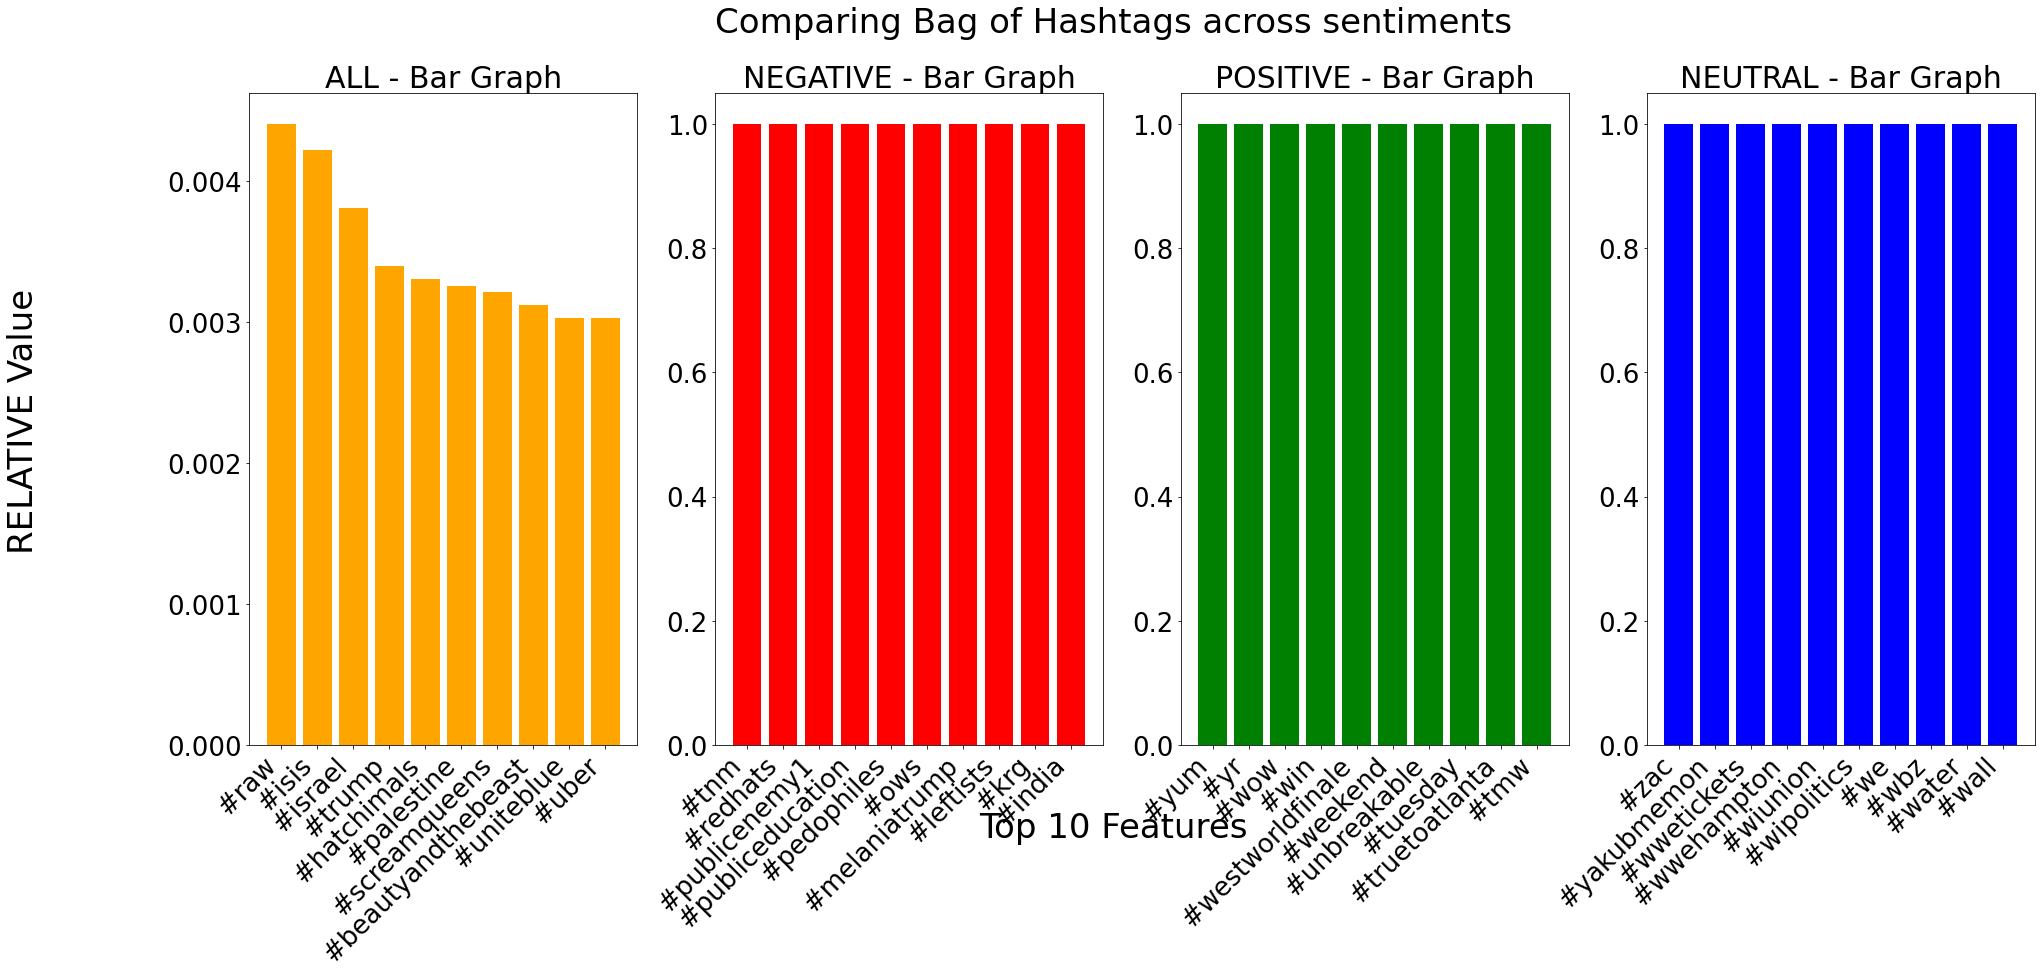 Comparing Bag of Hashtags across sentiments
ALL - Bar Graph
NEGATIVE - Bar Graph
POSITIVE - Bar Graph
NEUTRAL - Bar Graph
RELATIVE Value
0.004
0.003
0.002
0.001
0.000
#raw
#isis
#israel
#trump
#hatchimals
#palestine
#screamqueens
#beautyandthebeast
#uniteblue
#uber
1.0
0.8
0.6
0.4
0.2
0.0
#tnm
#redhats
#publicenemy1
#publiceducation
#pedophiles
#ows
#melaniatrump
#leftists
#krg
#india
1.0
0.8
0.6
0.4
0.2
0.0
#yum
#yr
#wow
#win
#westworldfinale
#weekend
#unbreakable
#tuesday
#truetoatlanta
#tmw
1.0
0.8
0.6
0.4
0.2
0.0
#zac
#yakubmemon
#wwetickets
#wwehampton
#wiunion
#wipolitics
#we
#wbz
#water
#wall
Top 10 Features